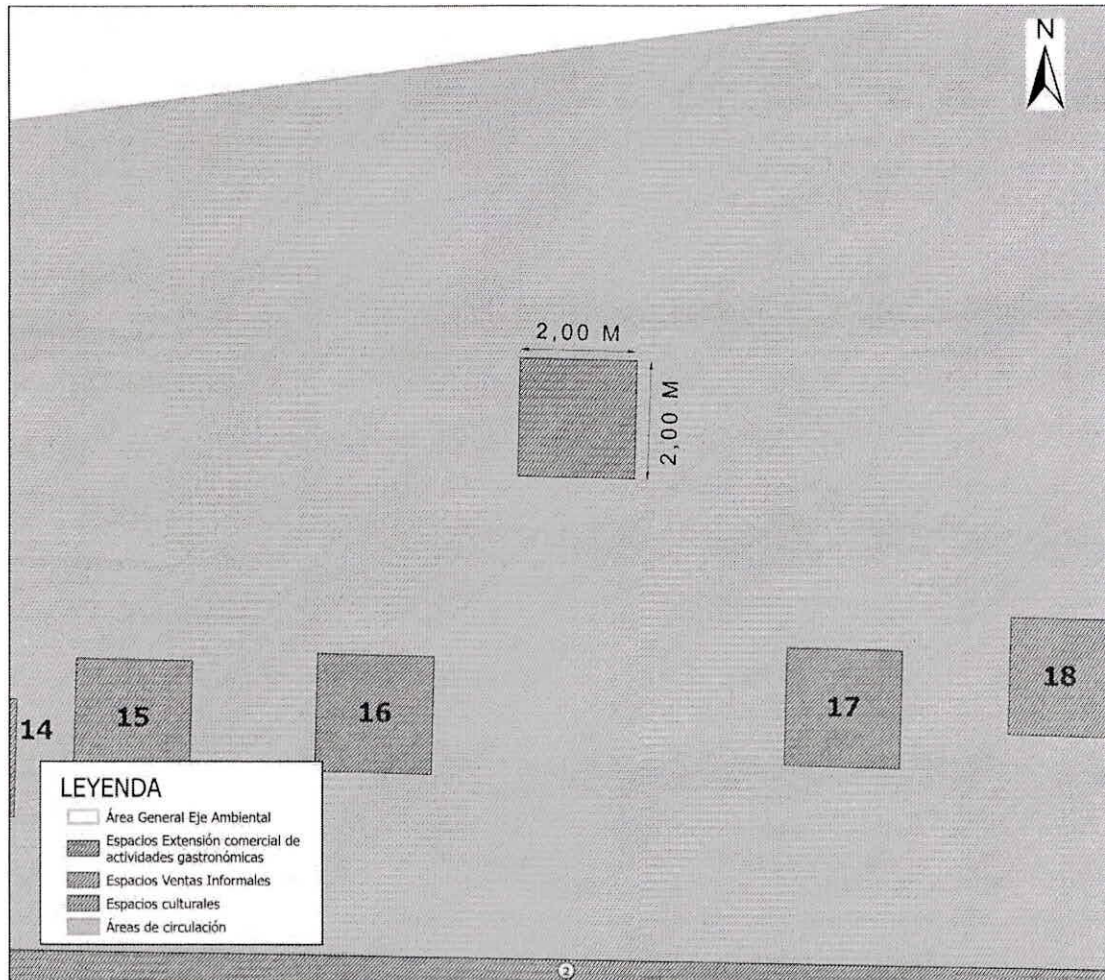 N
2,00 M
2,00 M
14
15
16
17
18
LEYENDA
Área General Eje Ambiental
Espacios Extensión comercial de
actividades gastronómicas
Espacios Ventas Informales
Espacios culturales
Áreas de circulación
2